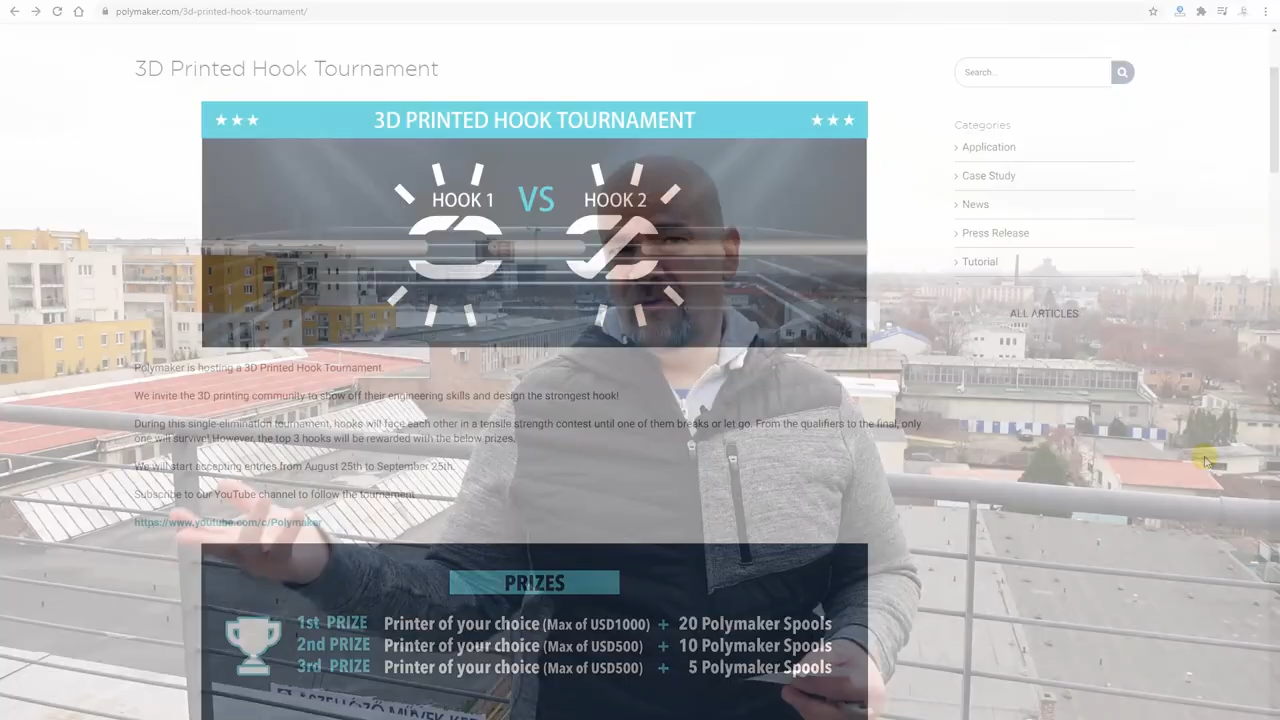 polymaker.com/3d-printed-hook-tournament/
3D Printed Hook Tournament
3D PRINTED HOOK TOURNAMENT
HOOK 1 VS HOOK 2
Polymaker is hosting a 3D Printed Hook Tournament.
We invite the 3D printing community to show off their engineering skills and design the strongest hook!
During this single-elimination tournament, hooks will face each other in a tensile strength contest until one of them breaks or let go. From the qualifiers to the final, only
one will survive! However, the top 3 hooks will be rewarded with the below prizes.
We will start accepting entries from August 25th to September 25th.
Subscribe to our YouTube channel to follow the tournament
https://www.youtube.com/c/Polymaker
PRIZES
1st PRIZE Printer of your choice (Max of USD1000) + 20 Polymaker Spools
2nd PRIZE Printer of your choice (Max of USD500) + 10 Polymaker Spools
3rd PRIZE Printer of your choice (Max of USD500) + 5 Polymaker Spools
Search...
Categories
Application
Case Study
News
Press Release
Tutorial
ALL ARTICLES